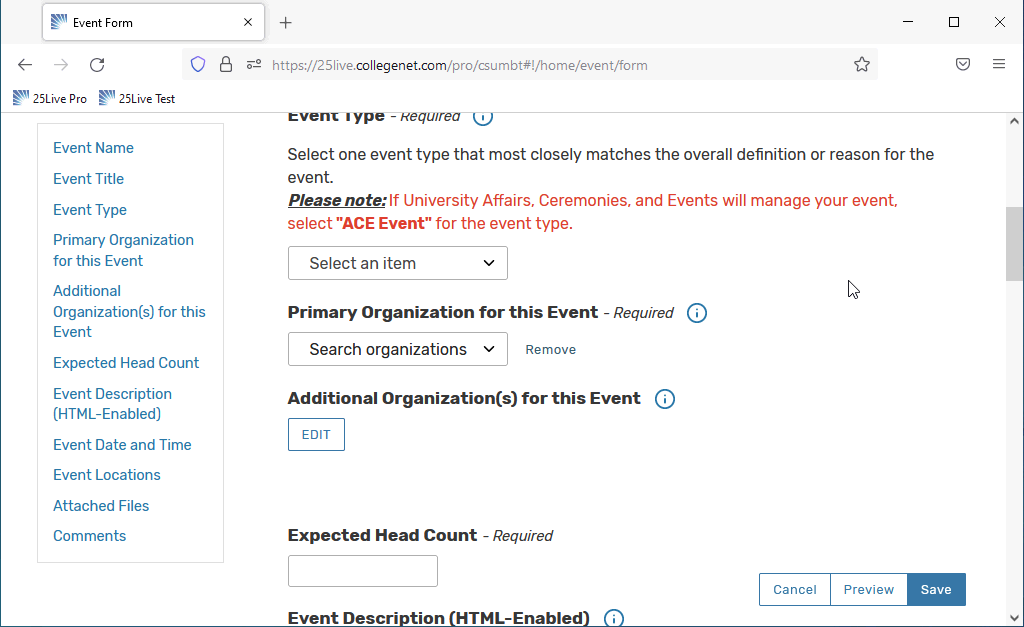 Event Form
https://25live.collegenet.com/pro/csumbt#!/home/event/form
25Live Pro
25Live Test
Event Name
Event Title
Event Type
Primary Organization
for this Event
Additional
Organization(s) for this
Event
Expected Head Count
Event Description
(HTML-Enabled)
Event Date and Time
Event Locations
Attached Files
Comments
Event Type - Required
Select one event type that most closely matches the overall definition or reason for the
event.
Please note: If University Affairs, Ceremonies, and Events will manage your event,
select "ACE Event" for the event type.
Select an item
Primary Organization for this Event - Required
Search organizations
Remove
Additional Organization(s) for this Event
EDIT
Expected Head Count - Required
Cancel
Preview
Save
Event Description (HTML-Enabled)